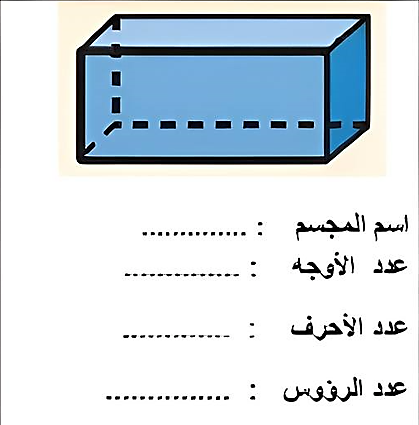 اسم المجسم : ..............
عدد الأوجه : ...............
عدد الأحرف : ..............
عدد الرؤوس : ................